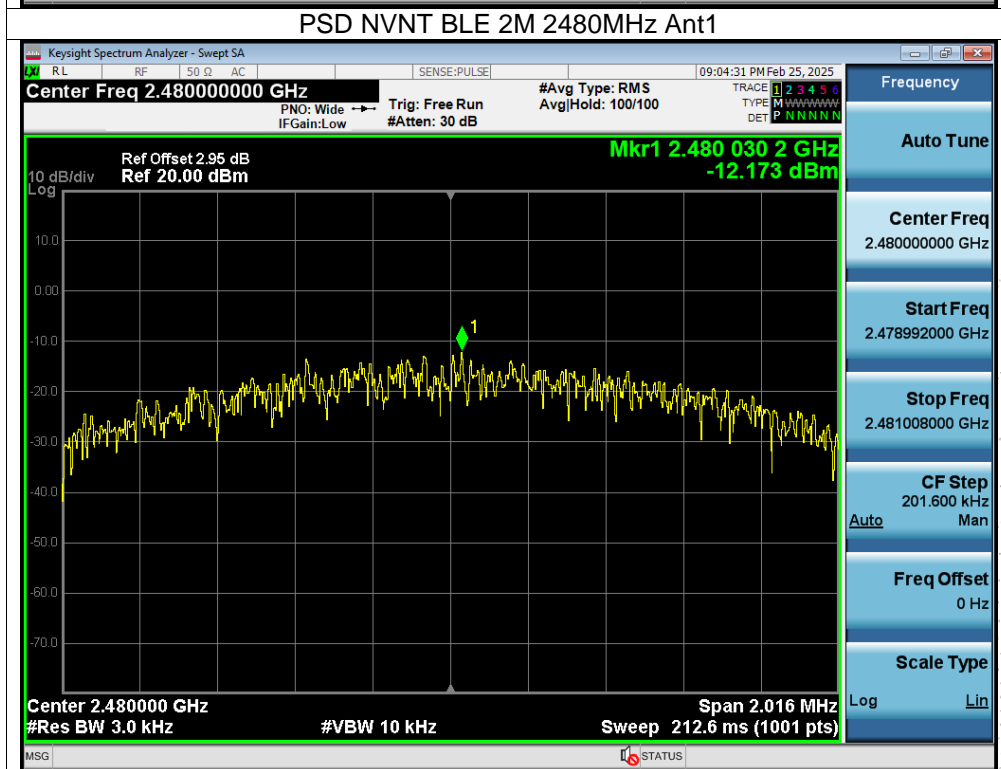 PSD NVNT BLE 2M 2480MHz Ant1
Keysight Spectrum Analyzer - Swept SA
LXI RL RF 50 Ω AC SENSE:PULSE 09:04:31 PM Feb 25, 2025
Center Freq 2.480000000 GHz #Avg Type: RMS TRACE 1 2 3 4 5 6
PNO: Wide Trig: Free Run Avg|Hold: 100/100 TYPE M WWWWW
IFGain:Low #Atten: 30 dB DET P N N N N N
Ref Offset 2.95 dB Mkr1 2.480 030 2 GHz
10 dB/div Ref 20.00 dBm -12.173 dBm
Log
10.0
0.00
1
-10.0
-20.0
-30.0
-40.0
-50.0
-60.0
-70.0
Center 2.480000 GHz Span 2.016 MHz
#Res BW 3.0 kHz #VBW 10 kHz Sweep 212.6 ms (1001 pts)
MSG STATUS
Frequency
Auto Tune
Center Freq
2.480000000 GHz
Start Freq
2.478992000 GHz
Stop Freq
2.481008000 GHz
CF Step
201.600 kHz
Auto Man
Freq Offset
0 Hz
Scale Type
Log Lin